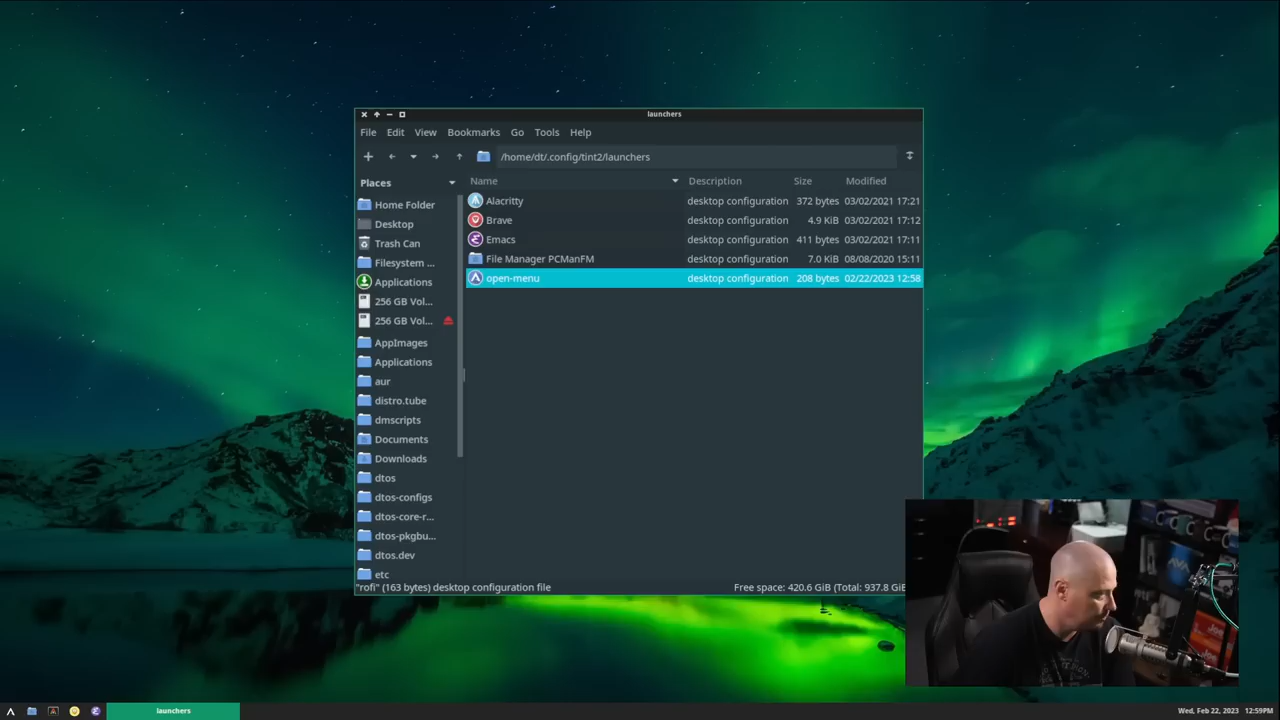 launchers
File Edit View Bookmarks Go Tools Help
/home/dt/.config/tint2/launchers
Places
Home Folder
Desktop
Trash Can
Filesystem ...
Applications
256 GB Vol...
256 GB Vol...
AppImages
Applications
aur
distro.tube
dmscripts
Documents
Downloads
dtos
dtos-configs
dtos-core-r...
dtos-pkgbu...
dtos.dev
etc
Name Description Size Modified
Alacritty desktop configuration 372 bytes 03/02/2021 17:21
Brave desktop configuration 4.9 KiB 03/02/2021 17:12
Emacs desktop configuration 411 bytes 03/02/2021 17:11
File Manager PCManFM desktop configuration 7.0 KiB 08/08/2020 15:11
open-menu desktop configuration 208 bytes 02/22/2023 12:58
"rofi" (163 bytes) desktop configuration file Free space: 420.6 GiB (Total: 937.8 GiB
launchers
Wed, Feb 22, 2023 12:59PM